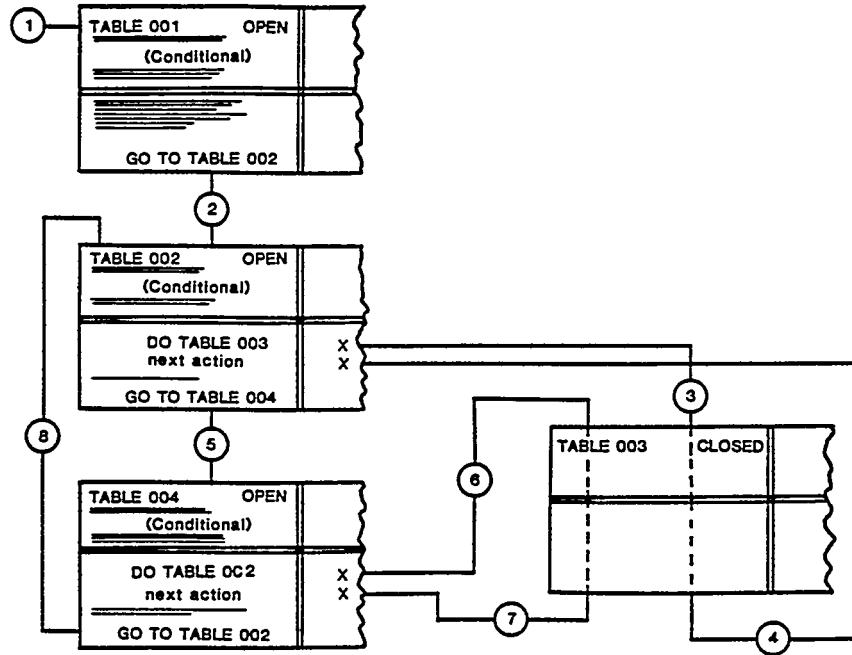 1
TABLE 001 OPEN
(Conditional)
GO TO TABLE 002
2
TABLE 002 OPEN
(Conditional)
DO TABLE 003 X
next action X
GO TO TABLE 004
3
8
5
6
TABLE 003 CLOSED
TABLE 004 OPEN
(Conditional)
DO TABLE 0C2 X
next action X
GO TO TABLE 002
7
4